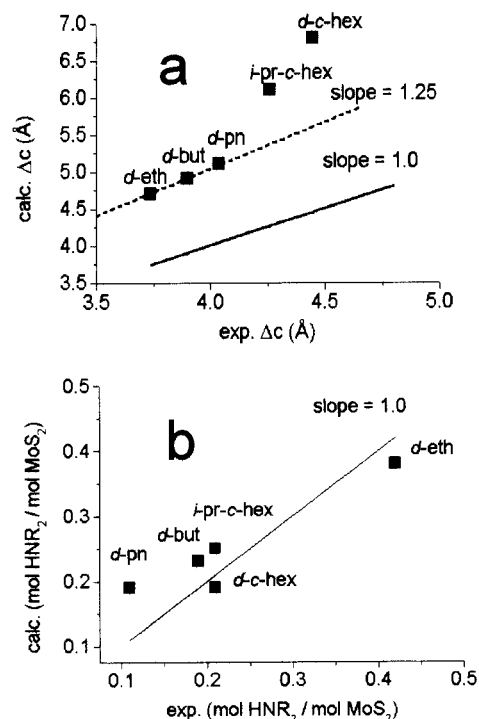 a
7.0
6.5
6.0
5.5
5.0
4.5
4.0
3.5
calc. Δc (Å)
d-c-hex
i-pr-c-hex
slope = 1.25
d-pn
d-but
d-eth
slope = 1.0
3.5 4.0 4.5 5.0
exp. Δc (Å)
b
0.5
0.4
0.3
0.2
0.1
calc. (mol HNR₂ / mol MoS₂)
slope = 1.0
d-eth
i-pr-c-hex
d-but
d-pn
d-c-hex
0.1 0.2 0.3 0.4 0.5
exp. (mol HNR₂ / mol MoS₂)